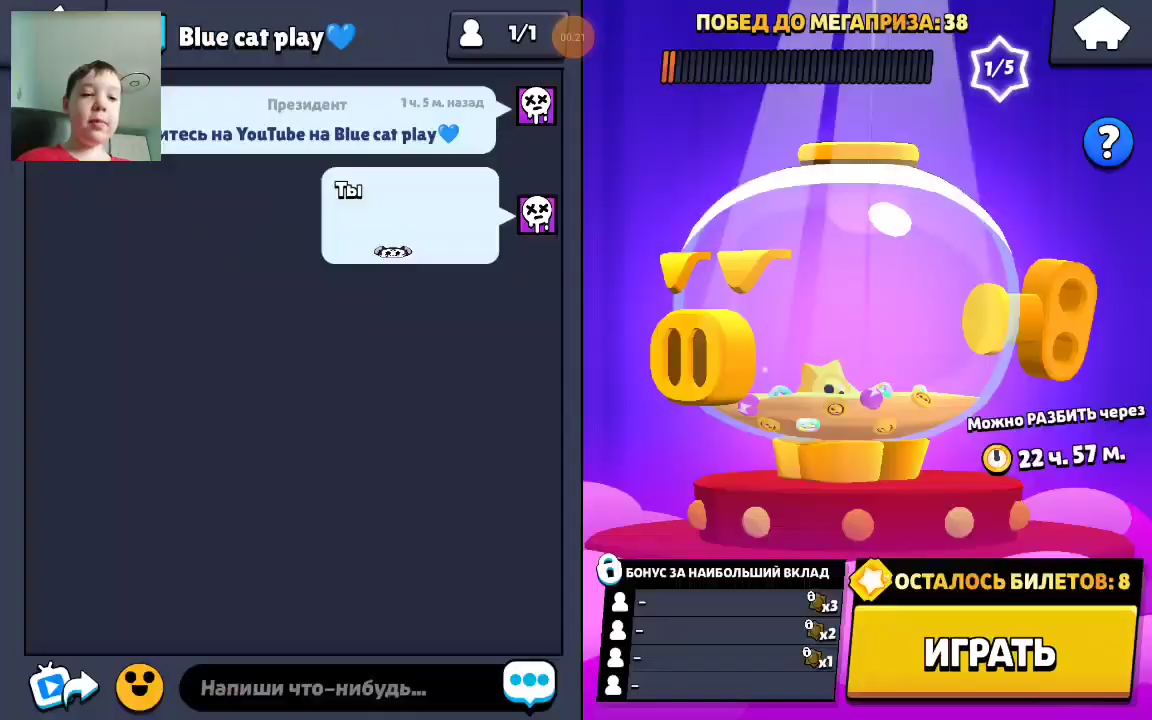 Blue cat play💙
1/1
00:21
Президент
1 ч. 5 м. назад
на YouTube на Blue cat play💙
Ты
Напиши что-нибудь...
ПОБЕД ДО МЕГАПРИЗА: 38
1/5
?
Можно РАЗБИТЬ через
22 ч. 57 м.
БОНУС ЗА НАИБОЛЬШИЙ ВКЛАД
- x3
- x2
- x1
-
ОСТАЛОСЬ БИЛЕТОВ: 8
ИГРАТЬ